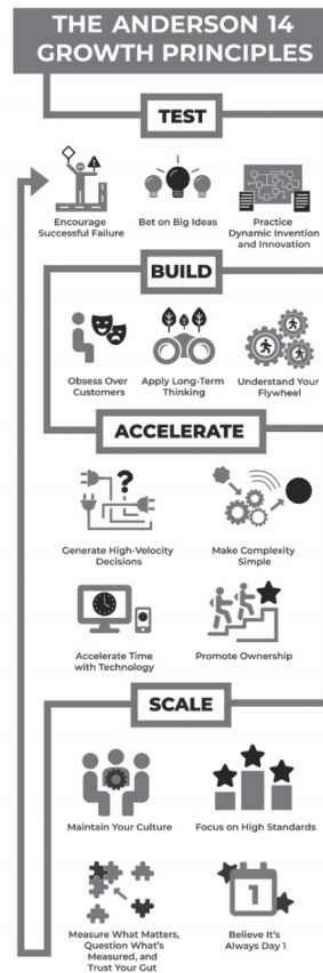 THE ANDERSON 14
GROWTH PRINCIPLES
TEST
Encourage
Successful Failure
Bet on Big Ideas
Practice
Dynamic Invention
and Innovation
BUILD
Obsess Over
Customers
Apply Long-Term
Thinking
Understand Your
Flywheel
ACCELERATE
?
Generate High-Velocity
Decisions
Make Complexity
Simple
Accelerate Time
with Technology
Promote Ownership
SCALE
Maintain Your Culture
Focus on High Standards
1
Measure What Matters,
Question What's
Measured, and
Trust Your Gut
Believe It's
Always Day 1